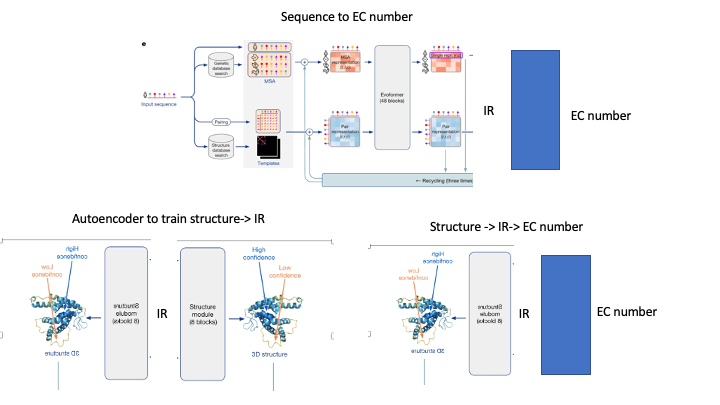 Sequence to EC number
e
Genetic
database
search
MSA
Input sequence
Pairing
Structure
database
search
Templates
MSA
representation
Evoformer
(48 blocks)
Pair
representation
Pair
representation
← Recycling (three times
IR
EC number
Autoencoder to train structure-> IR
High
confidence
Low
confidence
Structure
module
(8 blocks)
3D structure
IR
Structure
module
(8 blocks)
High
confidence
Low
confidence
3D structure
Structure -> IR-> EC number
High
confidence
Low
confidence
Structure
module
(8 blocks)
3D structure
IR
EC number